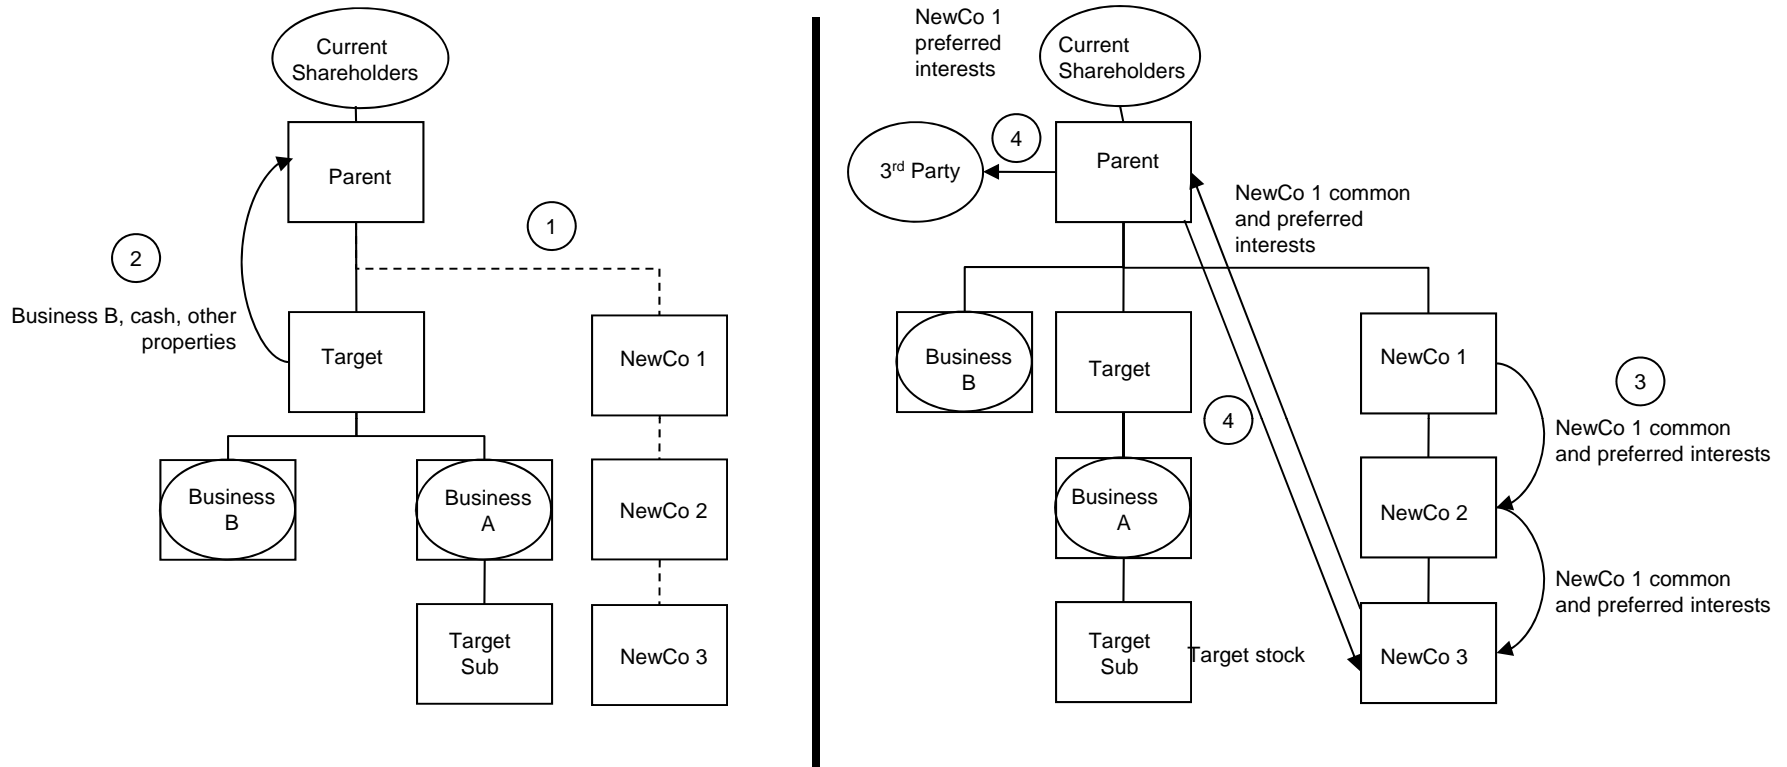 Current
Shareholders
Parent
1
2
Business B, cash, other
properties
Target
NewCo 1
Business
B
Business
A
NewCo 2
Target
Sub
NewCo 3
NewCo 1
preferred
interests
Current
Shareholders
4
3rd Party
Parent
NewCo 1 common
and preferred
interests
Business
B
Target
NewCo 1
3
4
NewCo 1 common
and preferred interests
Business
A
NewCo 2
NewCo 1 common
and preferred interests
Target
Sub
Target stock
NewCo 3